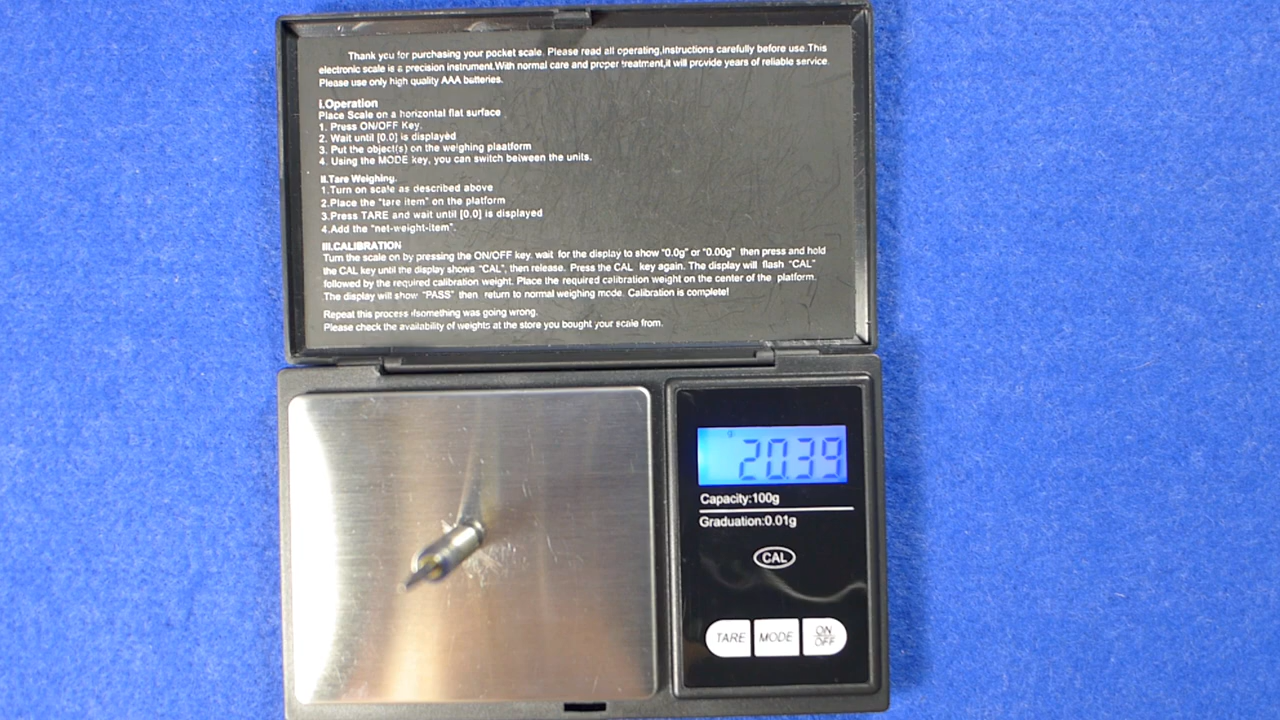 Thank you for purchasing your pocket scale. Please read all operating,instructions carefully before use.This
electronic scale is a precision instrument.With normal care and proper treatment,it will provide years of reliable service.
Please use only high quality AAA batteries.
I.Operation
Place Scale on a horizontal flat surface
1. Press ON/OFF Key.
2. Wait until [0.0] is displayed
3. Put the object(s) on the weighing plaatform
4. Using the MODE key, you can switch between the units.
II.Tare Weighing.
1.Turn on scale as described above
2.Place the "tare item" on the platform
3.Press TARE and wait until [0.0] is displayed
4.Add the "net-weight-item".
III.CALIBRATION
Turn the scale on by pressing the ON/OFF key. wait for the display to show "0.0g" or "0.00g" then press and hold
the CAL key until the display shows "CAL", then release. Press the CAL key again. The display will flash "CAL"
followed by the required calibration weight. Place the required calibration weight on the center of the platform.
The display will show "PASS" then return to normal weighing mode. Calibration is complete!
Repeat this process ifsomething was going wrong.
Please check the availability of weights at the store you bought your scale from.
g
20.39
Capacity:100g
Graduation:0.01g
CAL
TARE MODE ON/OFF